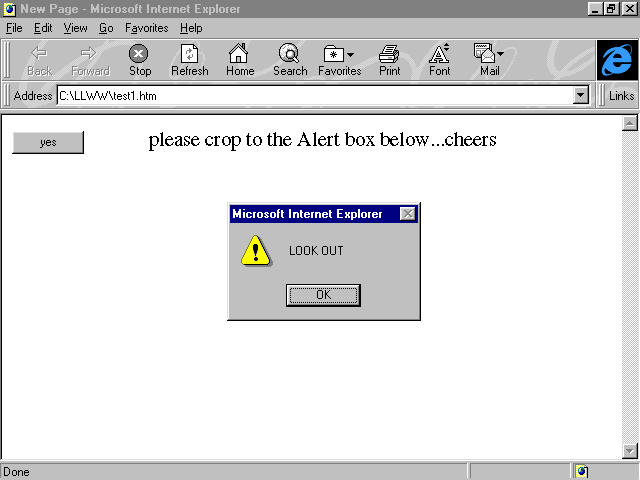 New Page - Microsoft Internet Explorer
File Edit View Go Favorites Help
Back Forward Stop Refresh Home Search Favorites Print Font Mail
Address C:\LLWW\test1.htm Links
yes
please crop to the Alert box below...cheers
Microsoft Internet Explorer
LOOK OUT
OK
Done